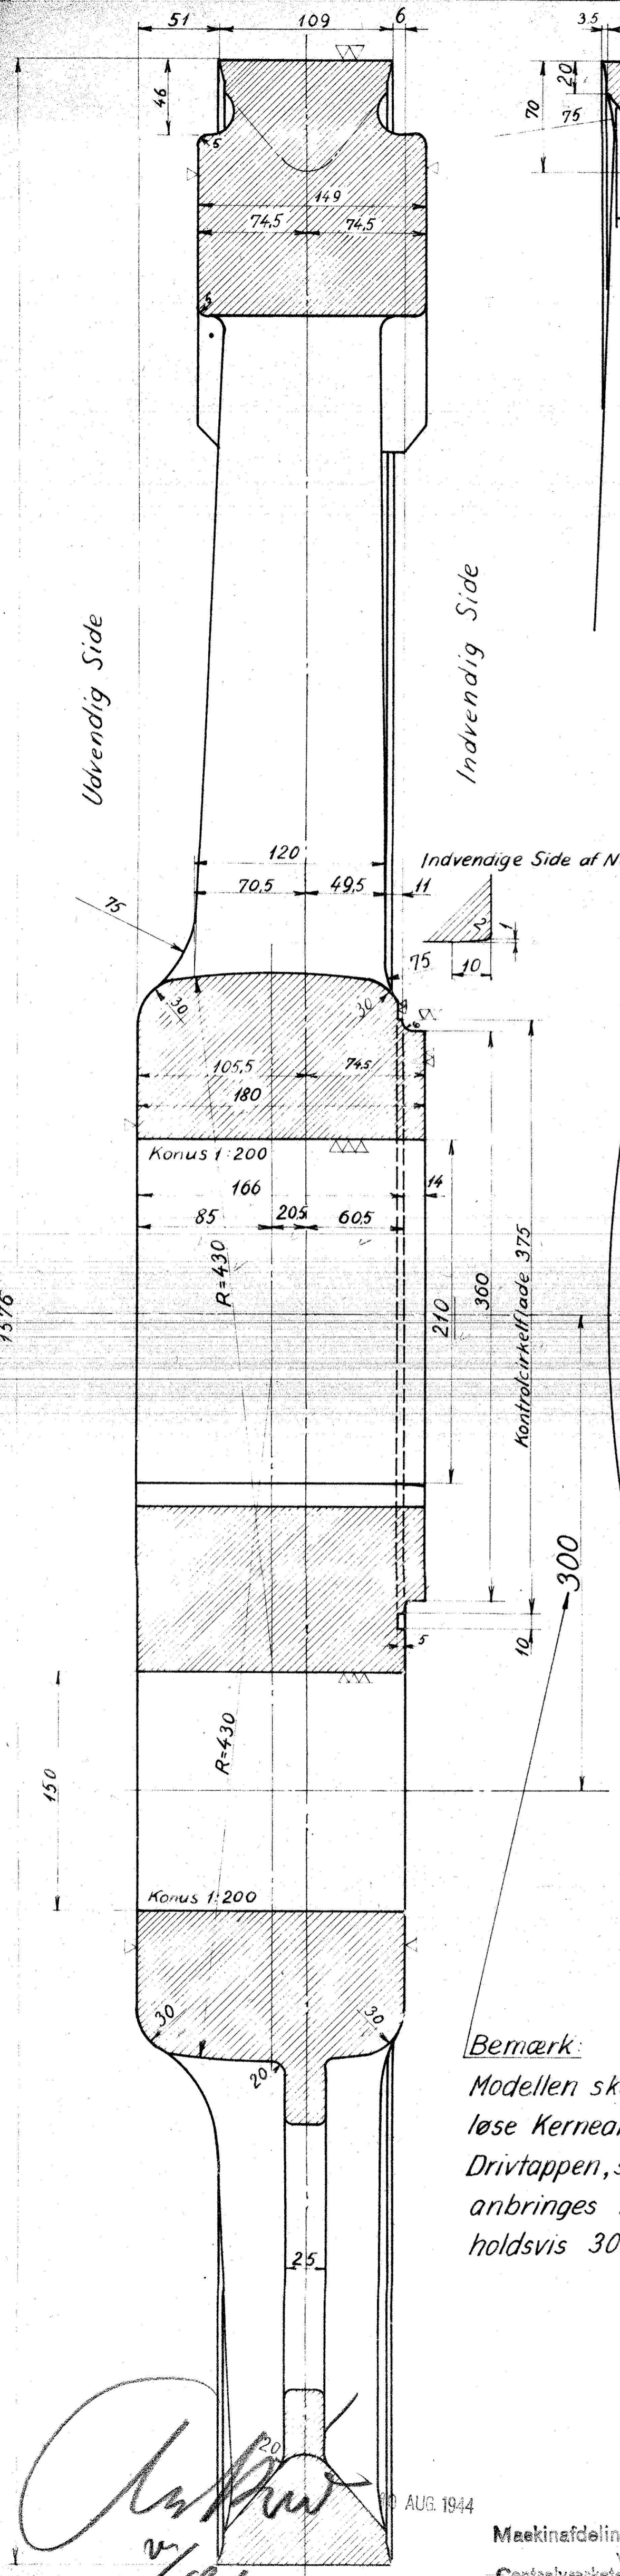 51 109 6 3.5
46
20
70
75
5
149
74,5 74,5
5
Udvendig Side
Indvendig Side
120
Indvendige Side af N
70,5 49,5 11
75
2 1
75 10
30 30
6
105,5 74,5
180
Konus 1:200
166 14
85 20,5 60,5
R=430
1576
210
360
Kontrolcirkelflade 375
300
5
10
150
R=430
Konus 1:200
30 30
20
Bemærk:
Modellen sk
løse Kernea
Drivtappen, s
anbringes
holdsvis 30
25
20
AUG. 1944
Maskinafdelin